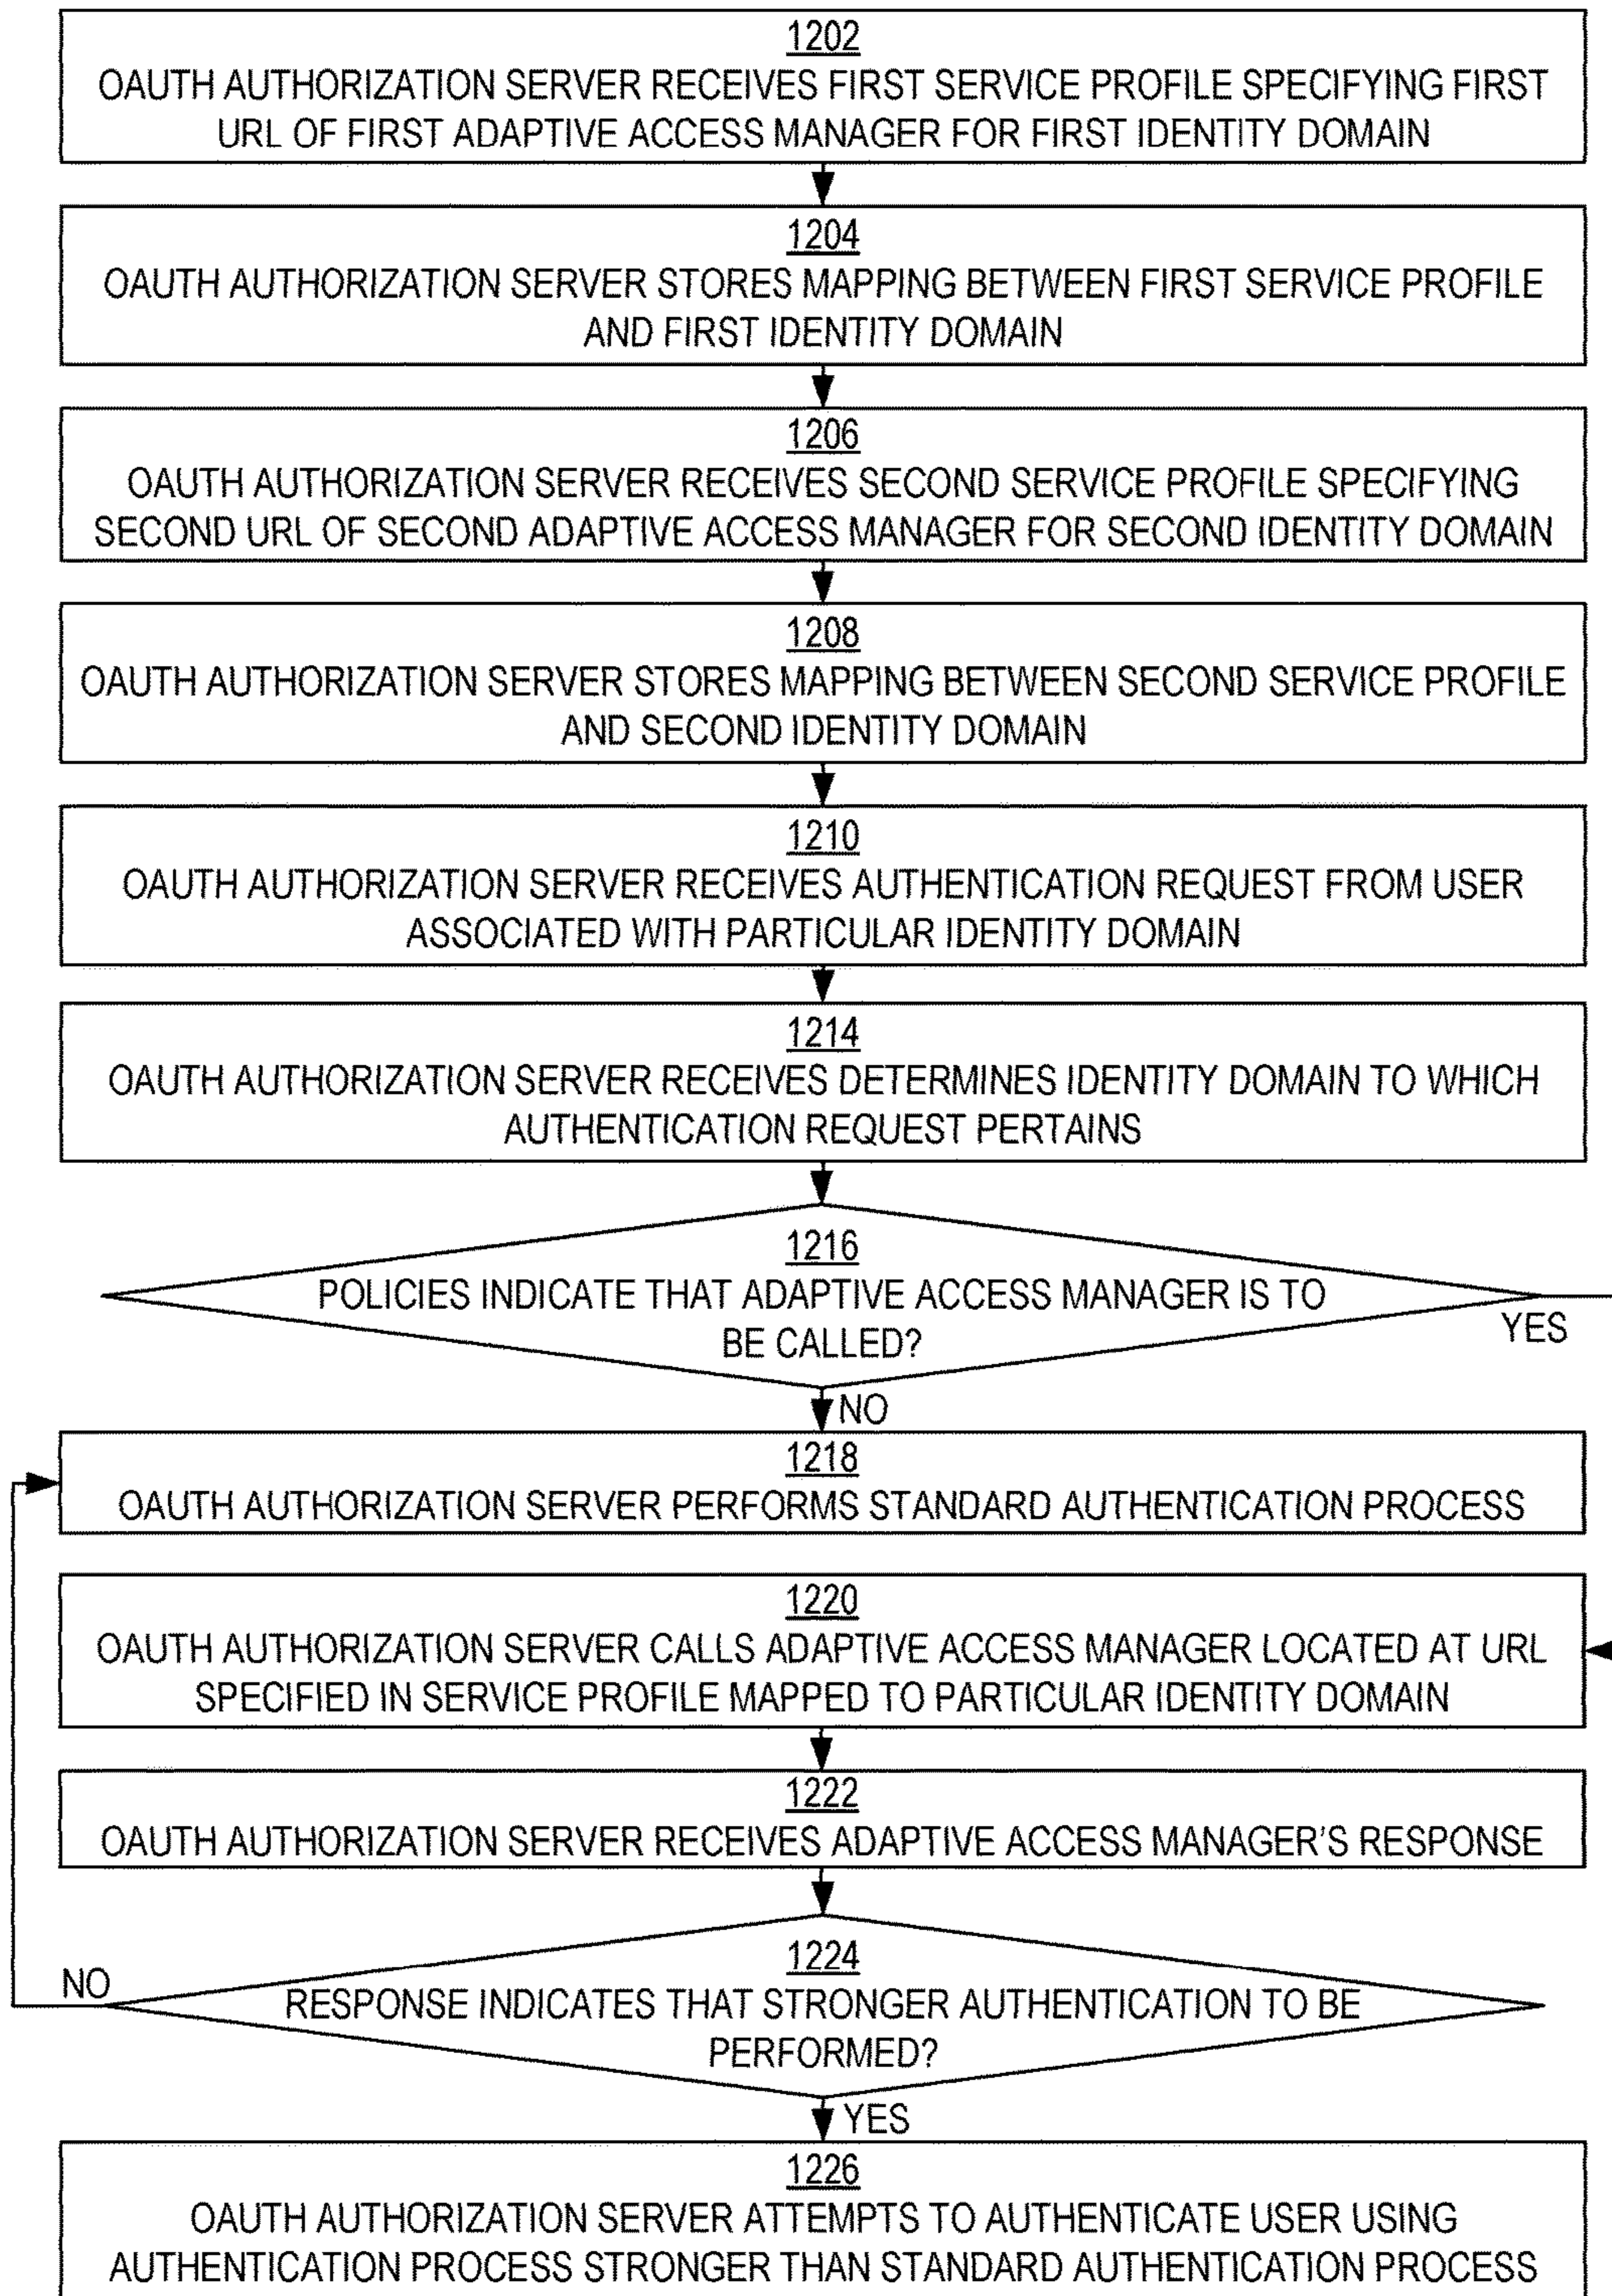 1202
OAUTH AUTHORIZATION SERVER RECEIVES FIRST SERVICE PROFILE SPECIFYING FIRST
URL OF FIRST ADAPTIVE ACCESS MANAGER FOR FIRST IDENTITY DOMAIN
1204
OAUTH AUTHORIZATION SERVER STORES MAPPING BETWEEN FIRST SERVICE PROFILE
AND FIRST IDENTITY DOMAIN
1206
OAUTH AUTHORIZATION SERVER RECEIVES SECOND SERVICE PROFILE SPECIFYING
SECOND URL OF SECOND ADAPTIVE ACCESS MANAGER FOR SECOND IDENTITY DOMAIN
1208
OAUTH AUTHORIZATION SERVER STORES MAPPING BETWEEN SECOND SERVICE PROFILE
AND SECOND IDENTITY DOMAIN
1210
OAUTH AUTHORIZATION SERVER RECEIVES AUTHENTICATION REQUEST FROM USER
ASSOCIATED WITH PARTICULAR IDENTITY DOMAIN
1214
OAUTH AUTHORIZATION SERVER RECEIVES DETERMINES IDENTITY DOMAIN TO WHICH
AUTHENTICATION REQUEST PERTAINS
1216
POLICIES INDICATE THAT ADAPTIVE ACCESS MANAGER IS TO
BE CALLED?
YES
NO
1218
OAUTH AUTHORIZATION SERVER PERFORMS STANDARD AUTHENTICATION PROCESS
1220
OAUTH AUTHORIZATION SERVER CALLS ADAPTIVE ACCESS MANAGER LOCATED AT URL
SPECIFIED IN SERVICE PROFILE MAPPED TO PARTICULAR IDENTITY DOMAIN
1222
OAUTH AUTHORIZATION SERVER RECEIVES ADAPTIVE ACCESS MANAGER'S RESPONSE
1224
NO
RESPONSE INDICATES THAT STRONGER AUTHENTICATION TO BE
PERFORMED?
YES
1226
OAUTH AUTHORIZATION SERVER ATTEMPTS TO AUTHENTICATE USER USING
AUTHENTICATION PROCESS STRONGER THAN STANDARD AUTHENTICATION PROCESS